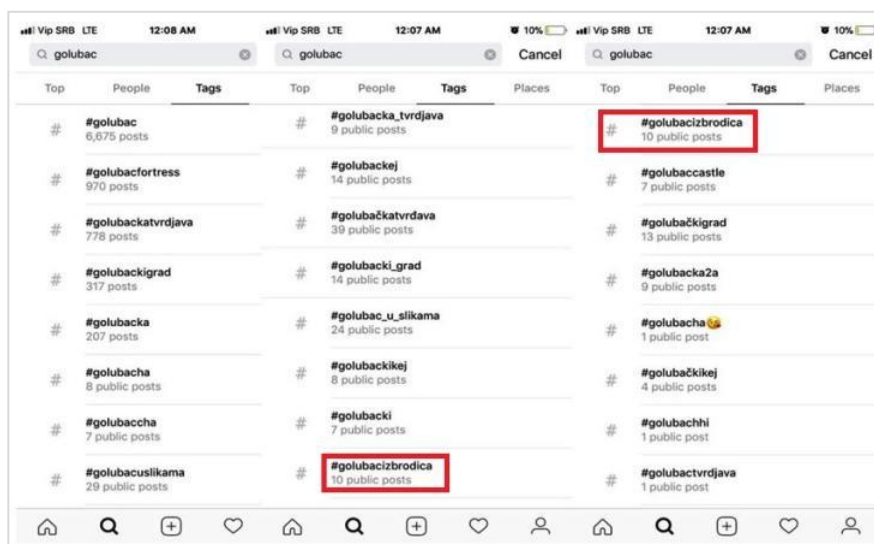 Vip SRB LTE 12:08 AM
golubac
Top People Tags
#golubac
6,675 posts
#golubacfortress
970 posts
#golubackatvrdjava
778 posts
#golubackigrad
317 posts
#golubacka
207 posts
#golubacha
8 public posts
#golubaccha
7 public posts
#golubacuslikama
29 public posts
Vip SRB LTE 12:07 AM 10%
golubac Cancel
Top People Tags Places
#golubacka_tvrdjava
9 public posts
#golubackej
14 public posts
#golubačkatvrđava
39 public posts
#golubacki_grad
14 public posts
#golubac_u_slikama
24 public posts
#golubackikej
8 public posts
#golubacki
7 public posts
#golubacizbrodica
10 public posts
Vip SRB LTE 12:07 AM 10%
golubac Cancel
Top People Tags Places
#golubacizbrodica
10 public posts
#golubaccastle
7 public posts
#golubačkigrad
13 public posts
#golubacka2a
9 public posts
#golubacha😘
1 public post
#golubačkikej
4 public posts
#golubachhi
1 public post
#golubactvrdjava
1 public post